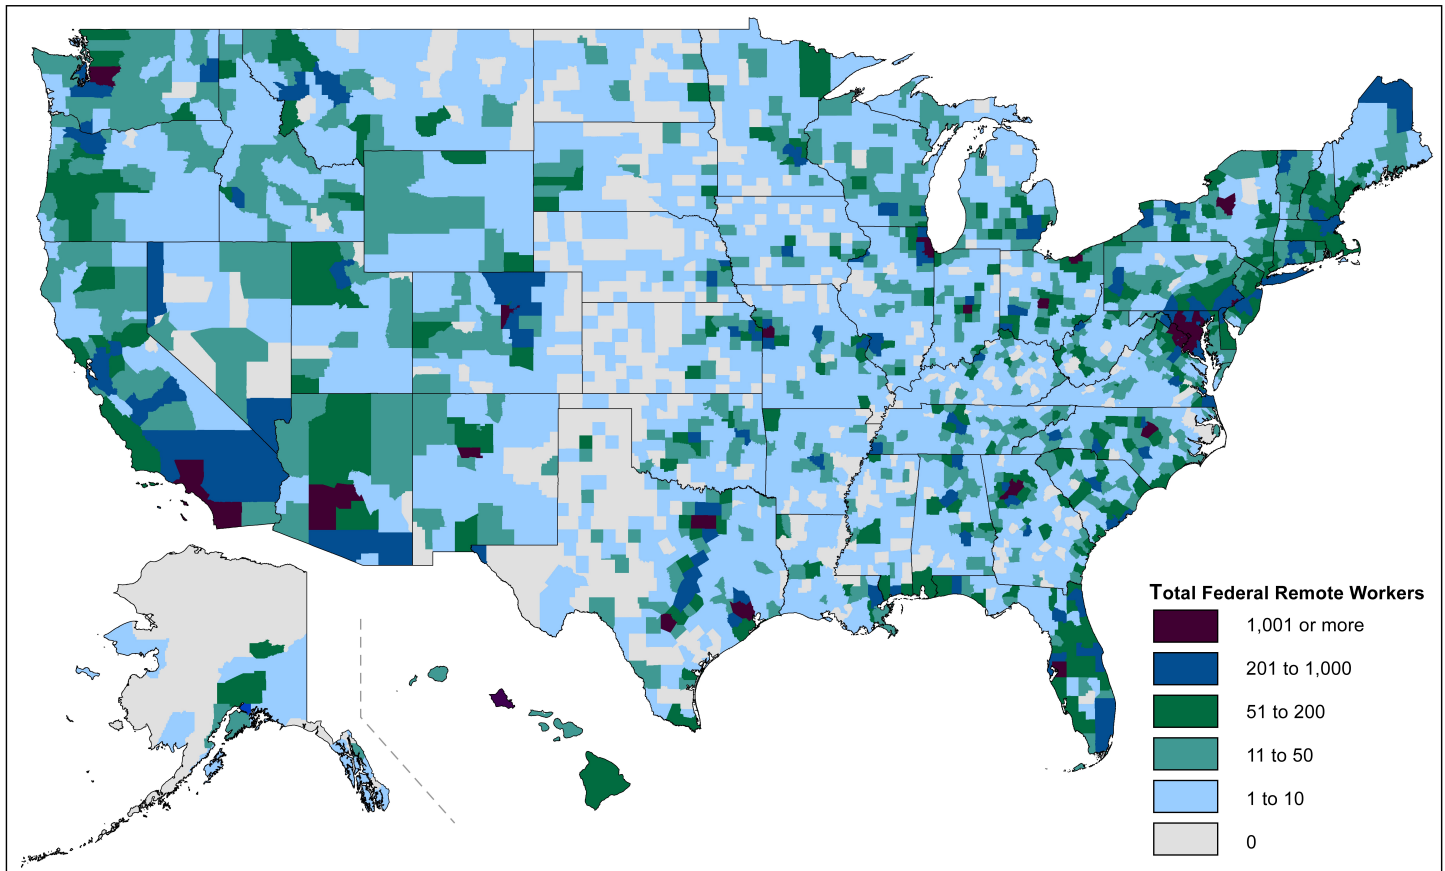 Total Federal Remote Workers
1,001 or more
201 to 1,000
51 to 200
11 to 50
1 to 10
0